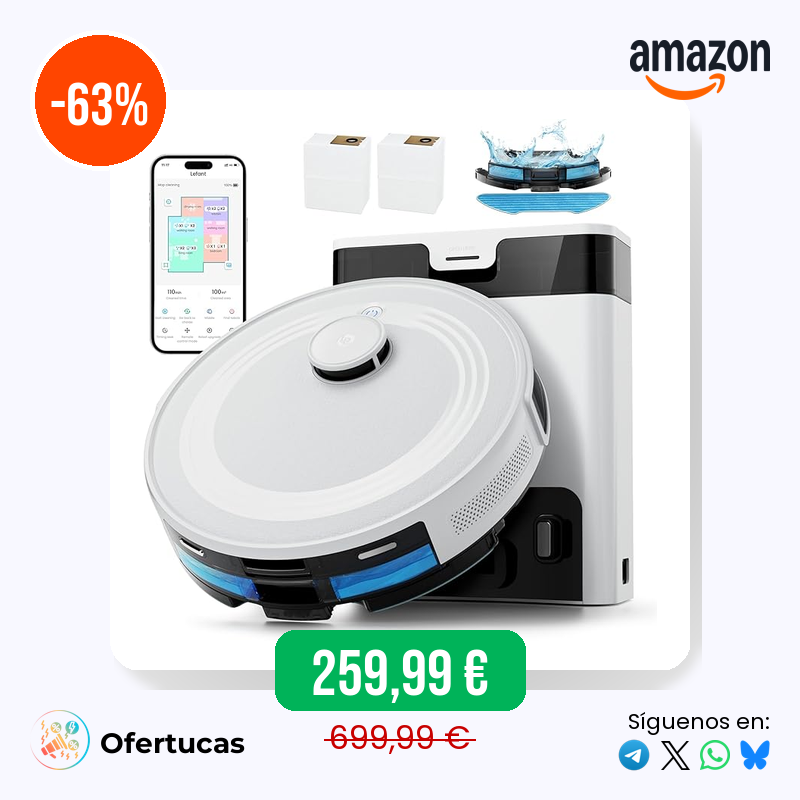 -63%
amazon
Lefant
259,99 €
699,99 €
Ofertucas
Síguenos en: